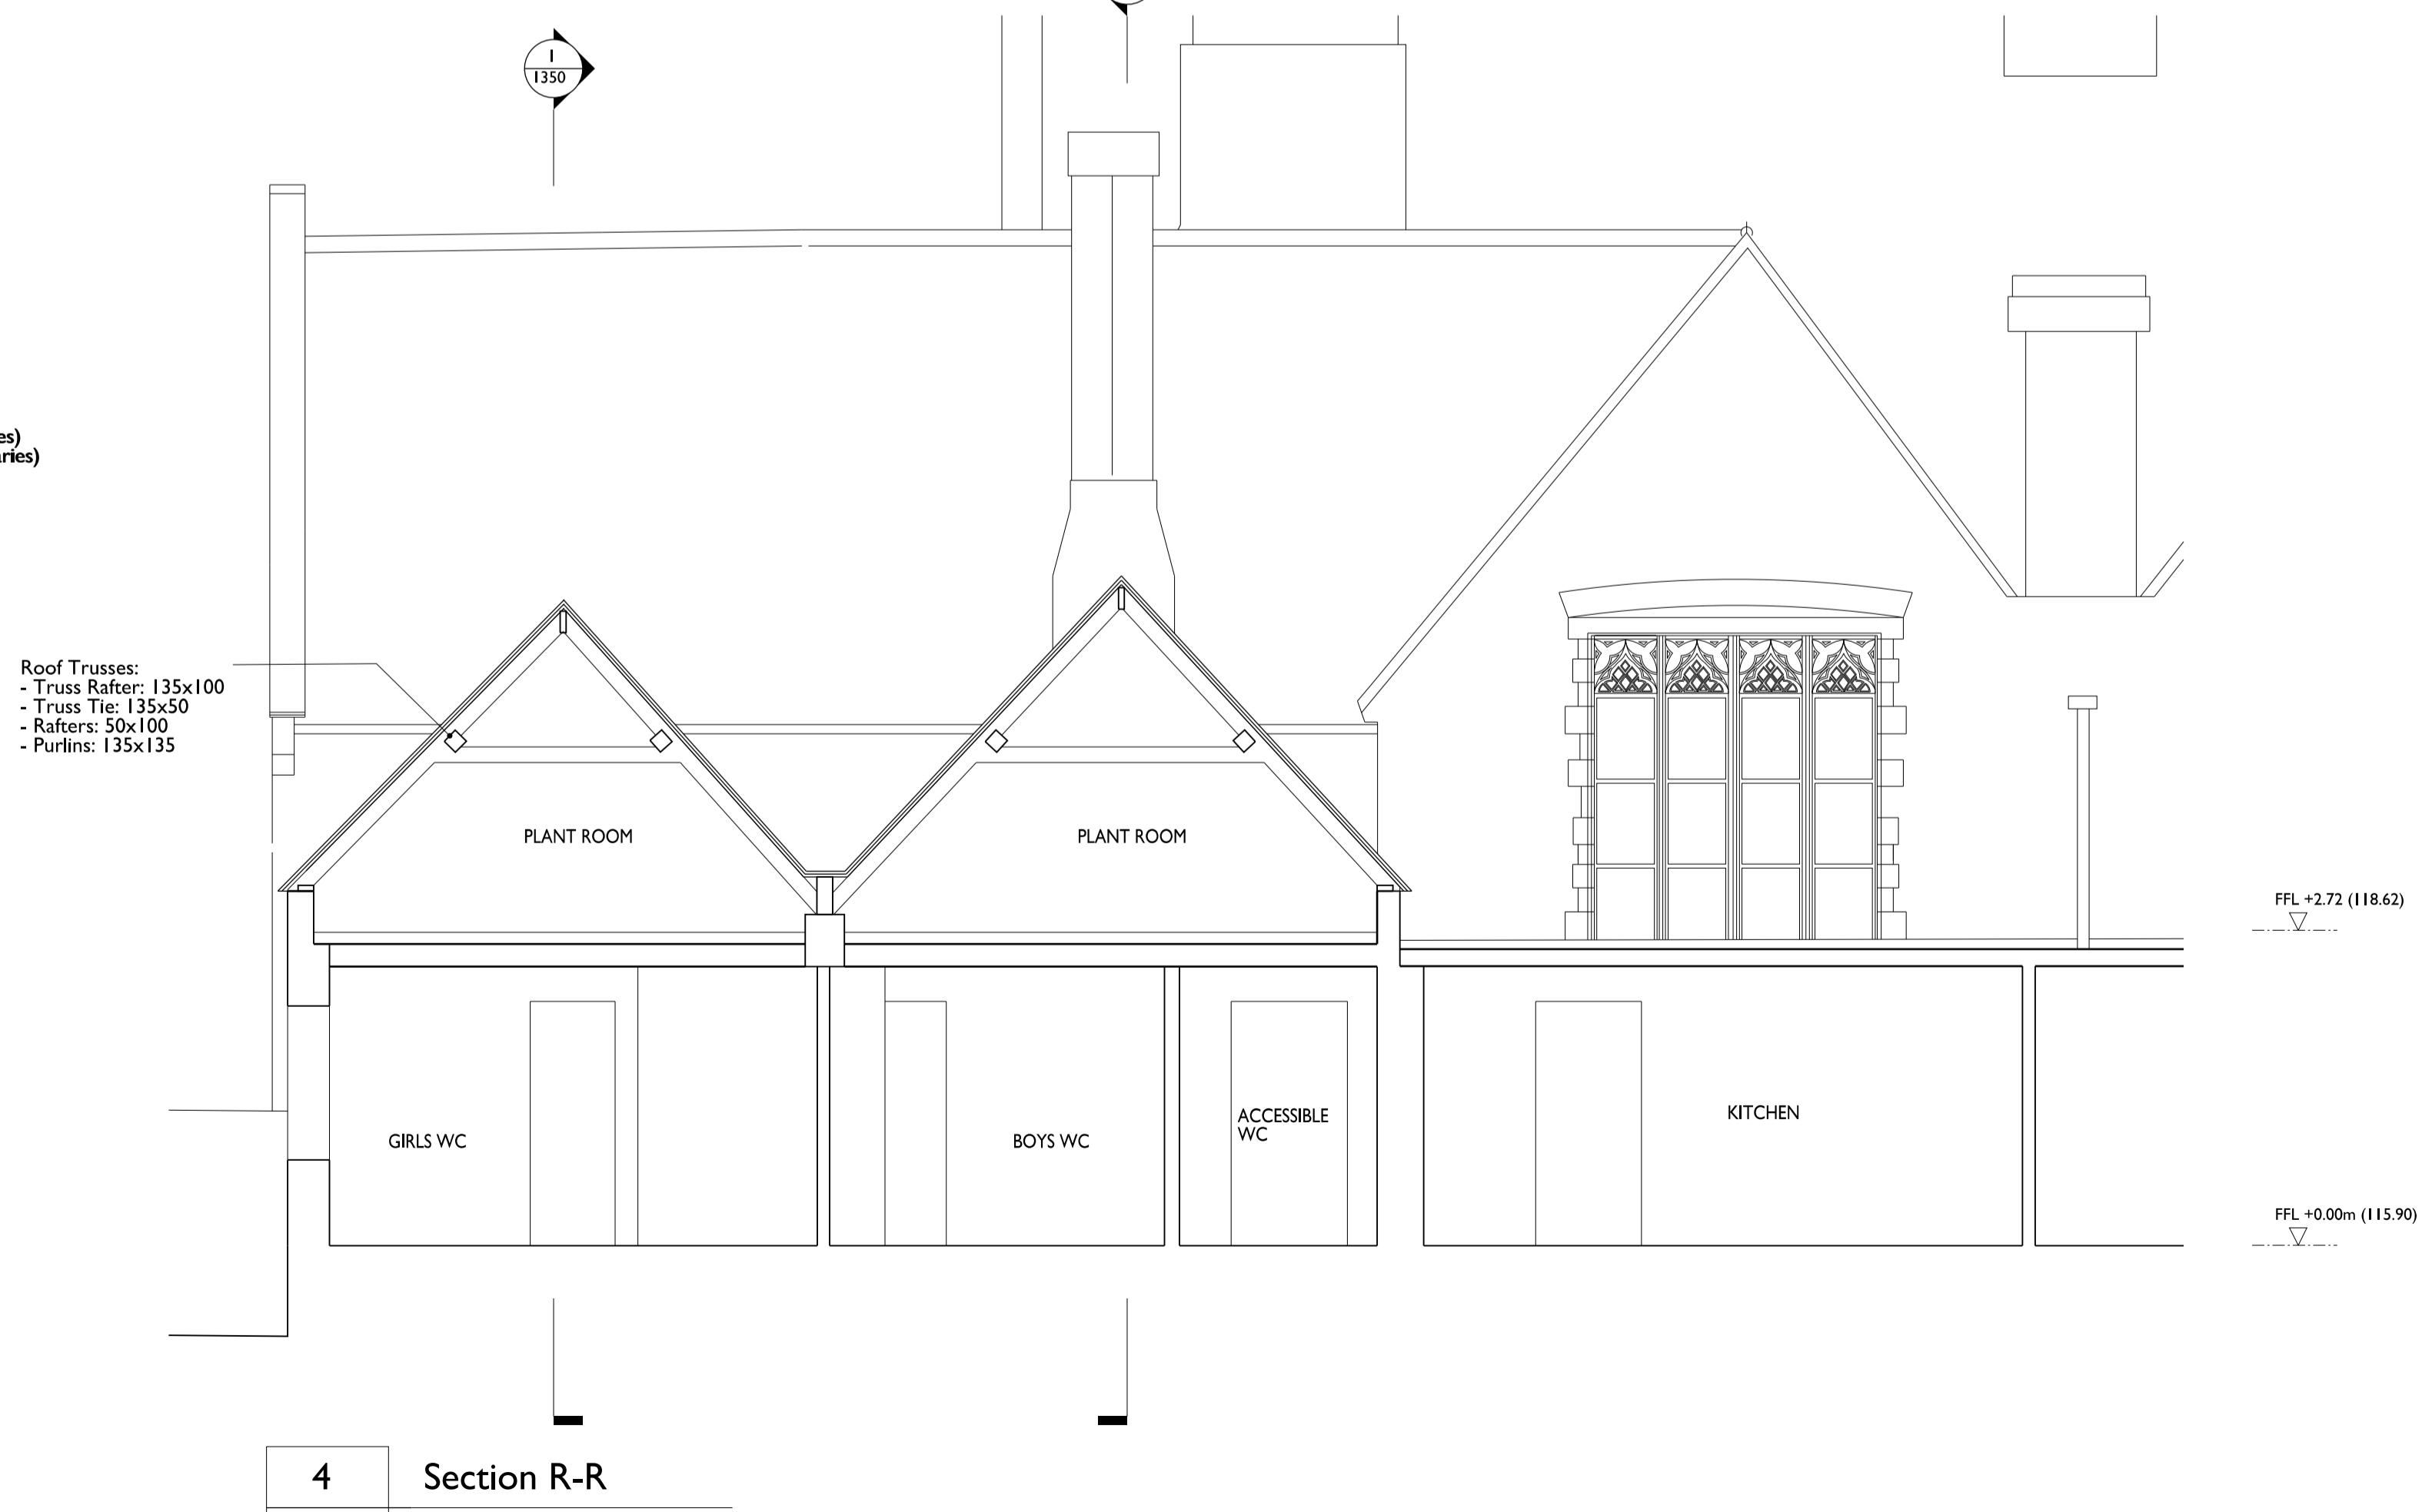 1
1350
es)
ries)
Roof Trusses:
- Truss Rafter: 135x100
- Truss Tie: 135x50
- Rafters: 50x100
- Purlins: 135x135
PLANT ROOM
PLANT ROOM
FFL +2.72 (118.62)
GIRLS WC
BOYS WC
ACCESSIBLE
WC
KITCHEN
FFL +0.00m (115.90)
4
Section R-R